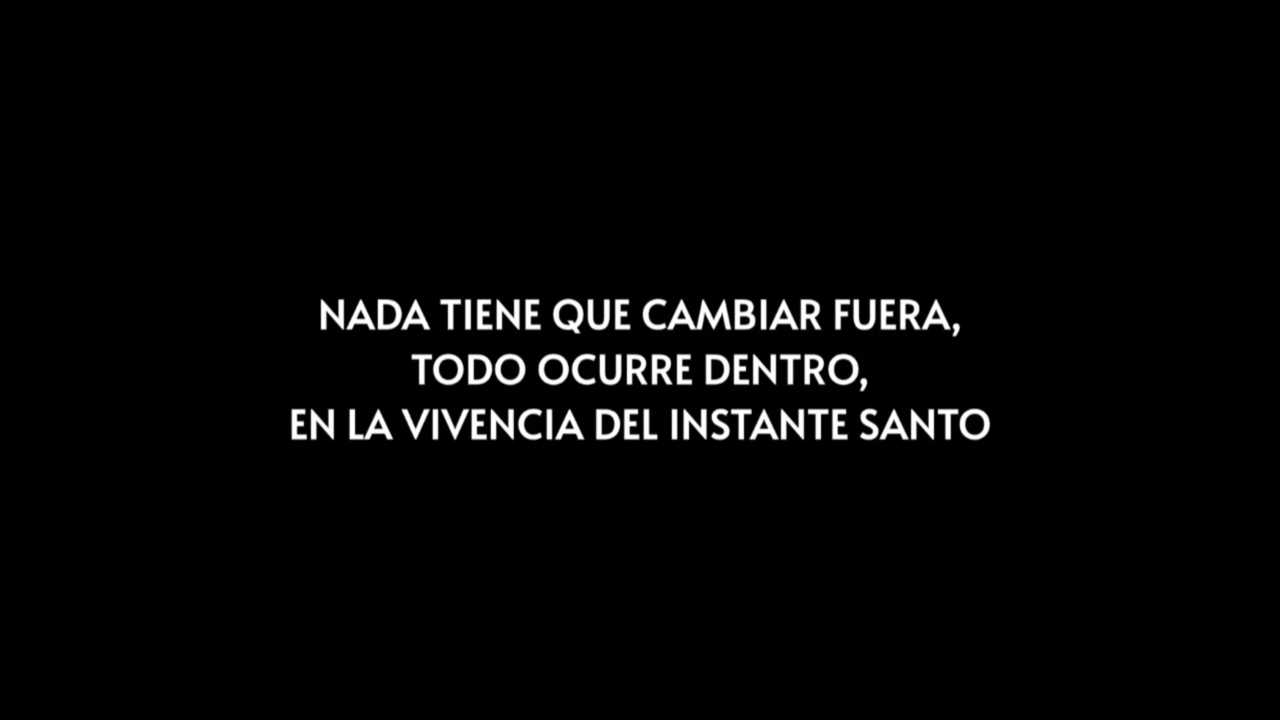 NADA TIENE QUE CAMBIAR FUERA,
TODO OCURRE DENTRO,
EN LA VIVENCIA DEL INSTANTE SANTO